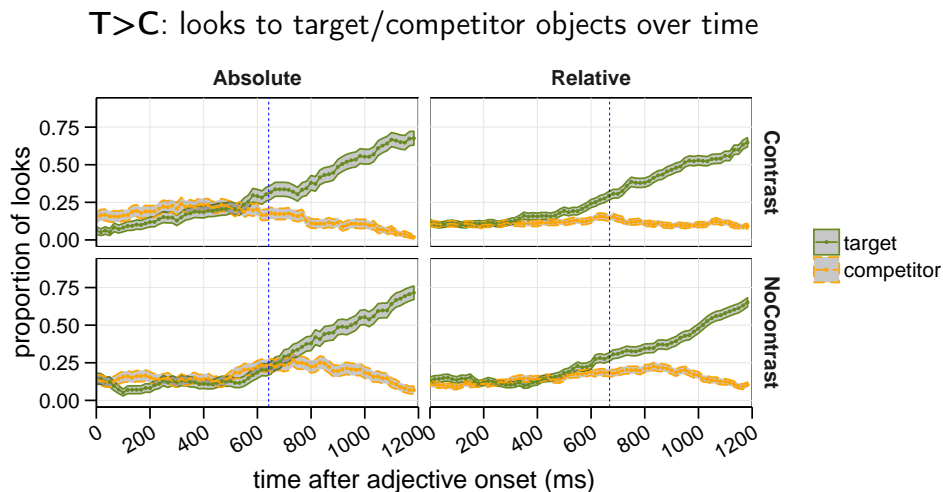 T>C: looks to target/competitor objects over time
Absolute
Relative
0.75
0.50
0.25
0.00
Contrast
0.75
0.50
0.25
0.00
NoContrast
proportion of looks
0
200
400
600
800
1000
1200
0
200
400
600
800
1000
1200
time after adjective onset (ms)
target
competitor